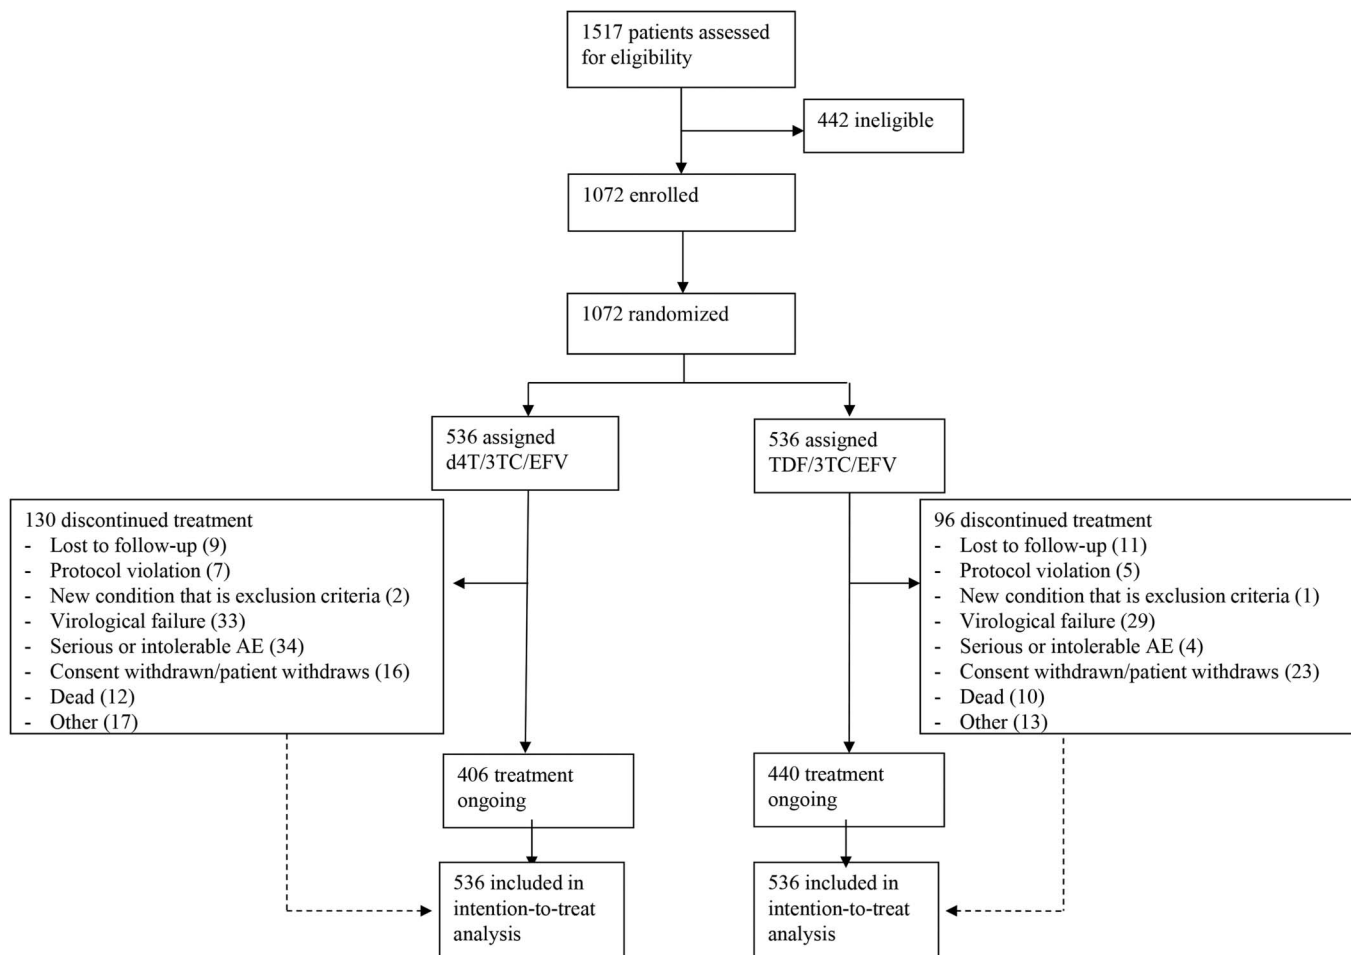 1517 patients assessed
for eligibility
442 ineligible
1072 enrolled
1072 randomized
536 assigned
d4T/3TC/EFV
536 assigned
TDF/3TC/EFV
130 discontinued treatment
- Lost to follow-up (9)
- Protocol violation (7)
- New condition that is exclusion criteria (2)
- Virological failure (33)
- Serious or intolerable AE (34)
- Consent withdrawn/patient withdraws (16)
- Dead (12)
- Other (17)
96 discontinued treatment
- Lost to follow-up (11)
- Protocol violation (5)
- New condition that is exclusion criteria (1)
- Virological failure (29)
- Serious or intolerable AE (4)
- Consent withdrawn/patient withdraws (23)
- Dead (10)
- Other (13)
406 treatment
ongoing
440 treatment
ongoing
536 included in
intention-to-treat
analysis
536 included in
intention-to-treat
analysis